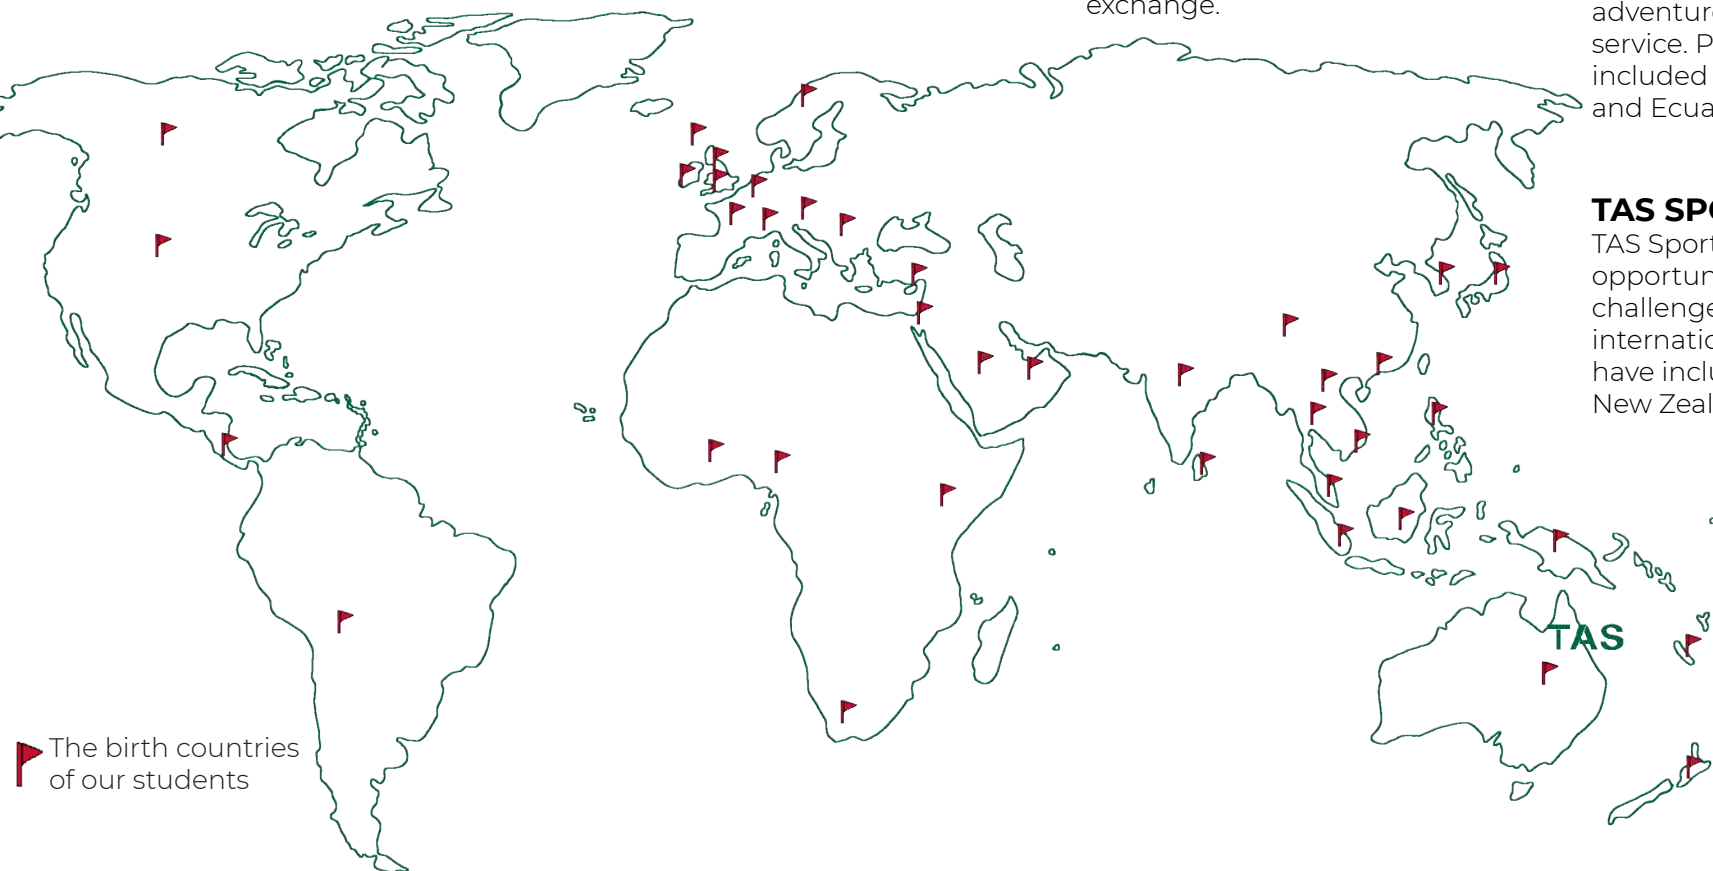 exchange.
adventur
service. P
included
and Ecua
TAS SP
TAS Sport
opportun
challenge
internatio
have inclu
New Zeal
TAS
The birth countries
of our students